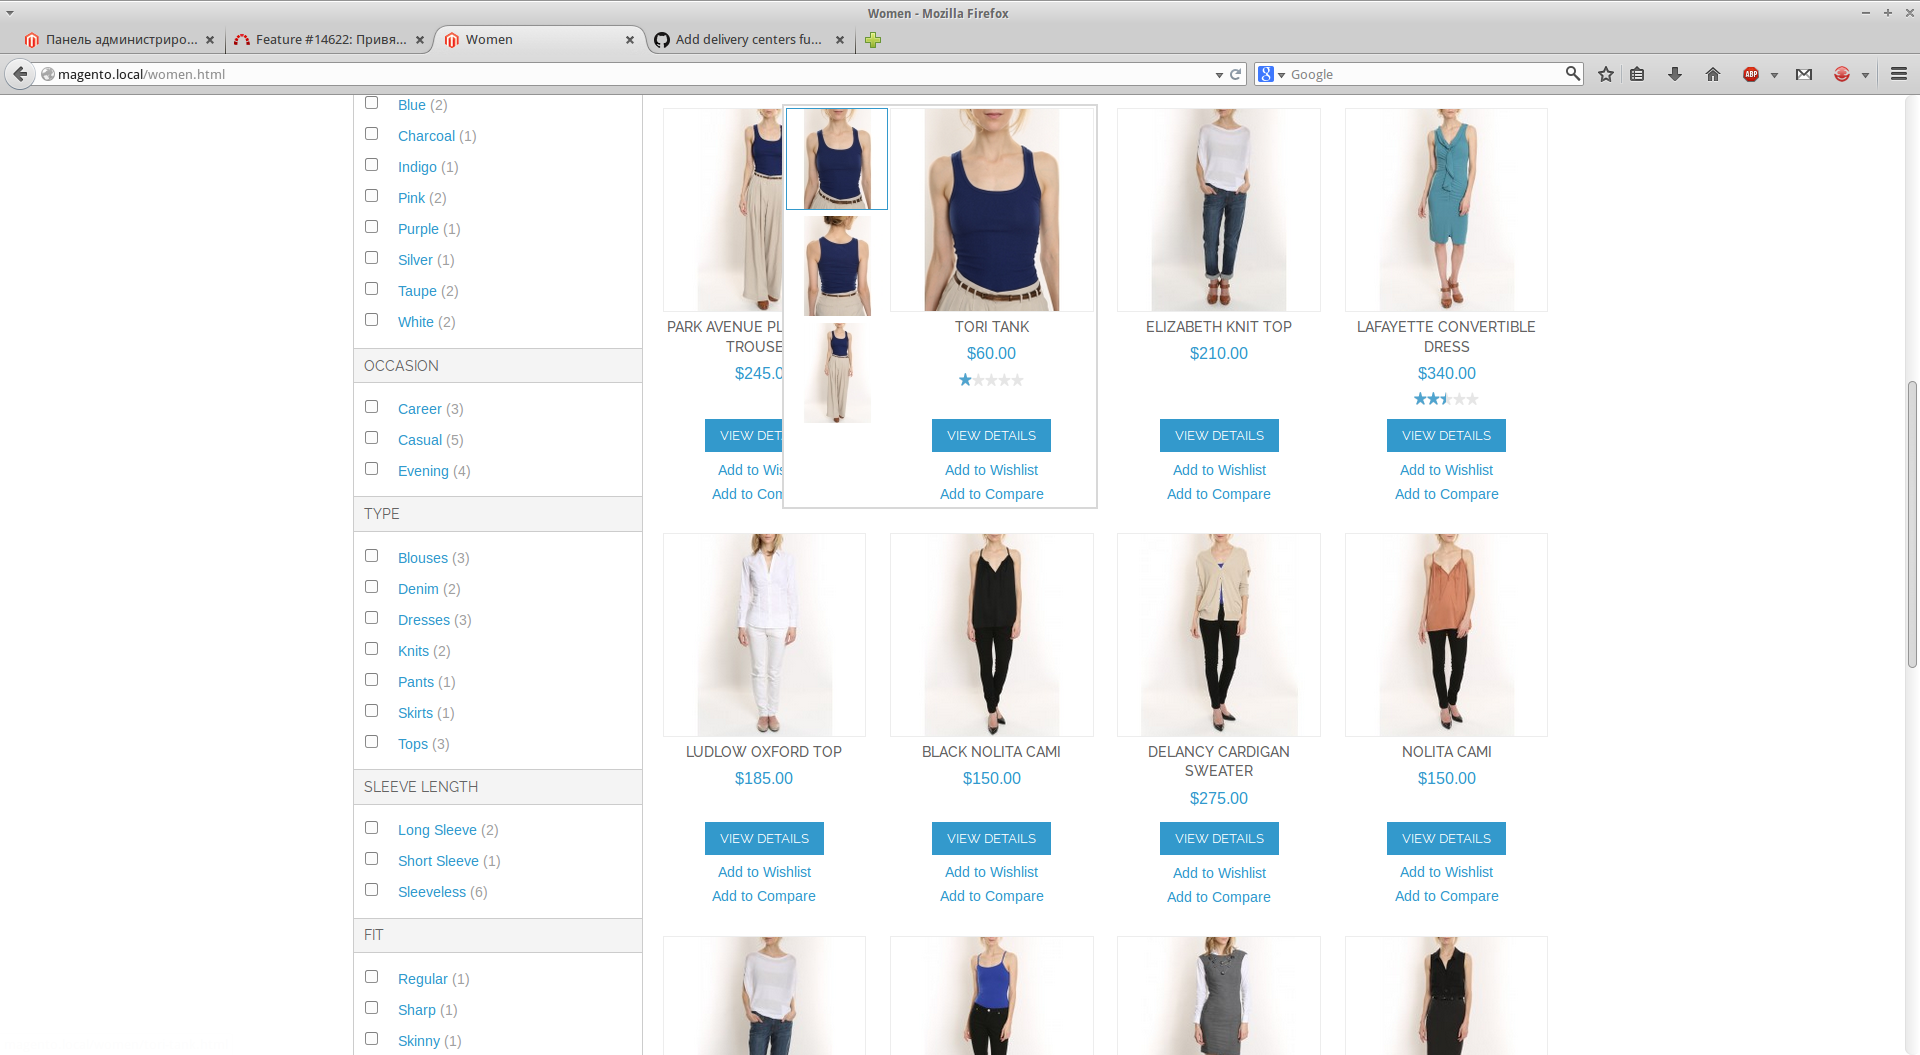 Women - Mozilla Firefox
Панель администриро...
Feature #14622: Привя...
Women
Add delivery centers fu...
magento.local/women.html
Google
ABP
Blue (2)
Charcoal (1)
Indigo (1)
Pink (2)
Purple (1)
Silver (1)
Taupe (2)
White (2)
OCCASION
Career (3)
Casual (5)
Evening (4)
TYPE
Blouses (3)
Denim (2)
Dresses (3)
Knits (2)
Pants (1)
Skirts (1)
Tops (3)
SLEEVE LENGTH
Long Sleeve (2)
Short Sleeve (1)
Sleeveless (6)
FIT
Regular (1)
Sharp (1)
Skinny (1)
PARK AVENUE PL
TROUSE
$245.0
VIEW DET
Add to Wis
Add to Com
TORI TANK
$60.00
VIEW DETAILS
Add to Wishlist
Add to Compare
ELIZABETH KNIT TOP
$210.00
VIEW DETAILS
Add to Wishlist
Add to Compare
LAFAYETTE CONVERTIBLE
DRESS
$340.00
VIEW DETAILS
Add to Wishlist
Add to Compare
LUDLOW OXFORD TOP
$185.00
VIEW DETAILS
Add to Wishlist
Add to Compare
BLACK NOLITA CAMI
$150.00
VIEW DETAILS
Add to Wishlist
Add to Compare
DELANCY CARDIGAN
SWEATER
$275.00
VIEW DETAILS
Add to Wishlist
Add to Compare
NOLITA CAMI
$150.00
VIEW DETAILS
Add to Wishlist
Add to Compare